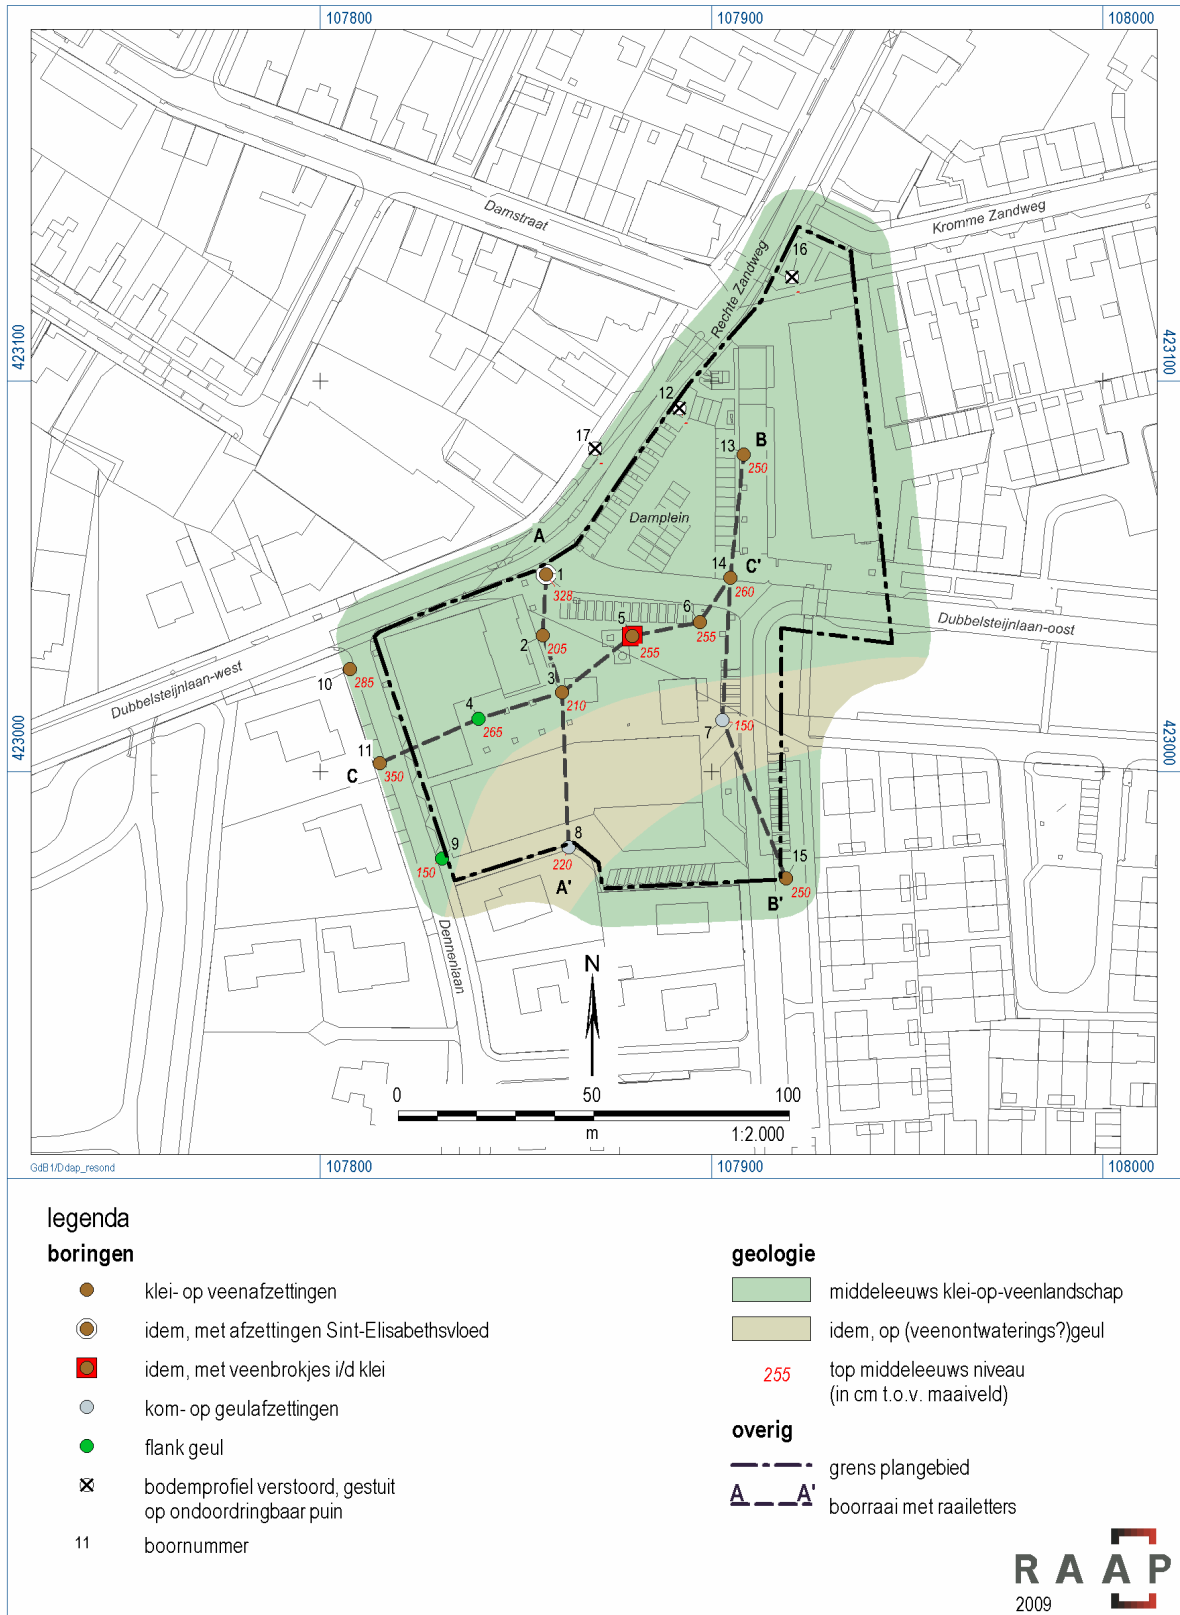 107800
107900
108000
Damstraat
Kromme Zandweg
16
Rechte Zandweg
423100
423100
12
17
13
B
250
Damplein
A
14
C'
1
328
260
6
5
255
255
Dubbelsteijnlaan-oost
2
205
10
285
Dubbelsteijnlaan-west
3
210
4
265
7
150
11
C
350
423000
423000
9
150
8
220
A'
15
250
B'
Dennenlaan
N
0
50
100
m
1:2.000
GdB1/Ddap_resond
107800
107900
108000
legenda
boringen
klei- op veenafzettingen
idem, met afzettingen Sint-Elisabethsvloed
idem, met veenbrokjes i/d klei
kom- op geulafzettingen
flank geul
bodemprofiel verstoord, gestuit
op ondoordringbaar puin
11
boornummer
geologie
middeleeuws klei-op-veenlandschap
idem, op (veenontwaterings?)geul
255
top middeleeuws niveau
(in cm t.o.v. maaiveld)
overig
grens plangebied
A A'
boorraai met raailetters
RAAP
2009